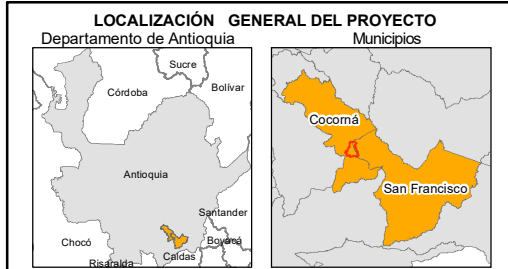 LOCALIZACIÓN GENERAL DEL PROYECTO
Departamento de Antioquia
Municipios
Sucre
Córdoba
Bolívar
Antioquia
Santander
Chocó
Boyacá
Caldas
Risaralda
Cocorná
San Francisco